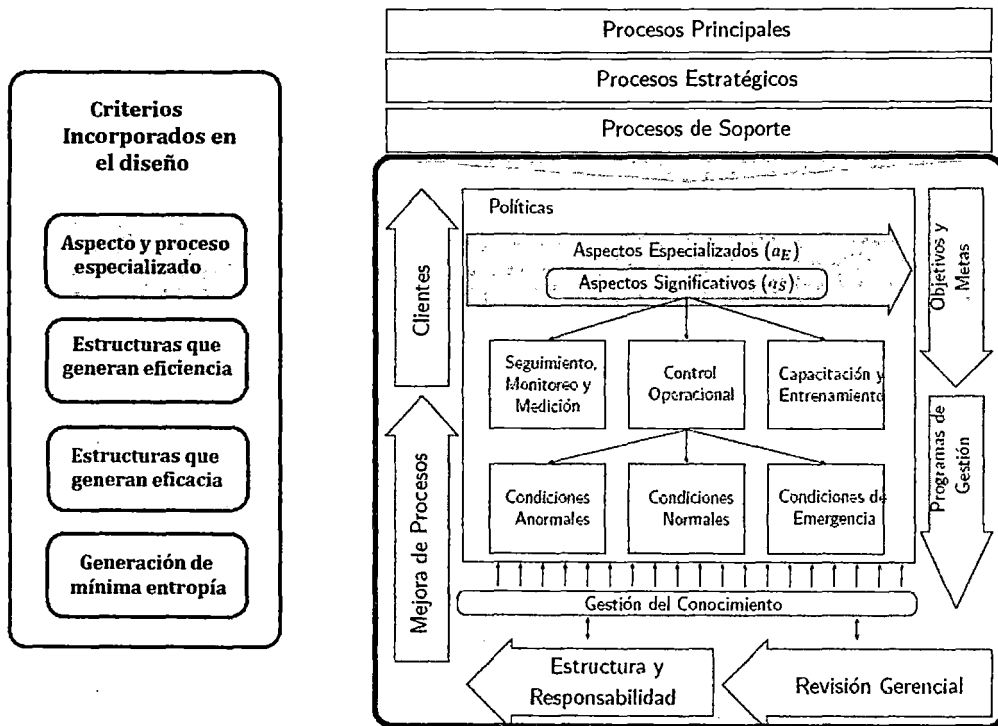 Criterios
Incorporados en
el diseño
Aspecto y proceso
especializado
Estructuras que
generan eficiencia
Estructuras que
generan eficacia
Generación de
mínima entropía
Procesos Principales
Procesos Estratégicos
Procesos de Soporte
Políticas
Aspectos Especializados (a_E)
Aspectos Significativos (a_S)
Clientes
Objetivos y
Metas
Seguimiento,
Monitoreo y
Medición
Control
Operacional
Capacitación y
Entrenamiento
Mejora de Procesos
Programas de
Gestión
Condiciones
Anormales
Condiciones
Normales
Condiciones de
Emergencia
Gestión del Conocimiento
Estructura y
Responsabilidad
Revisión Gerencial